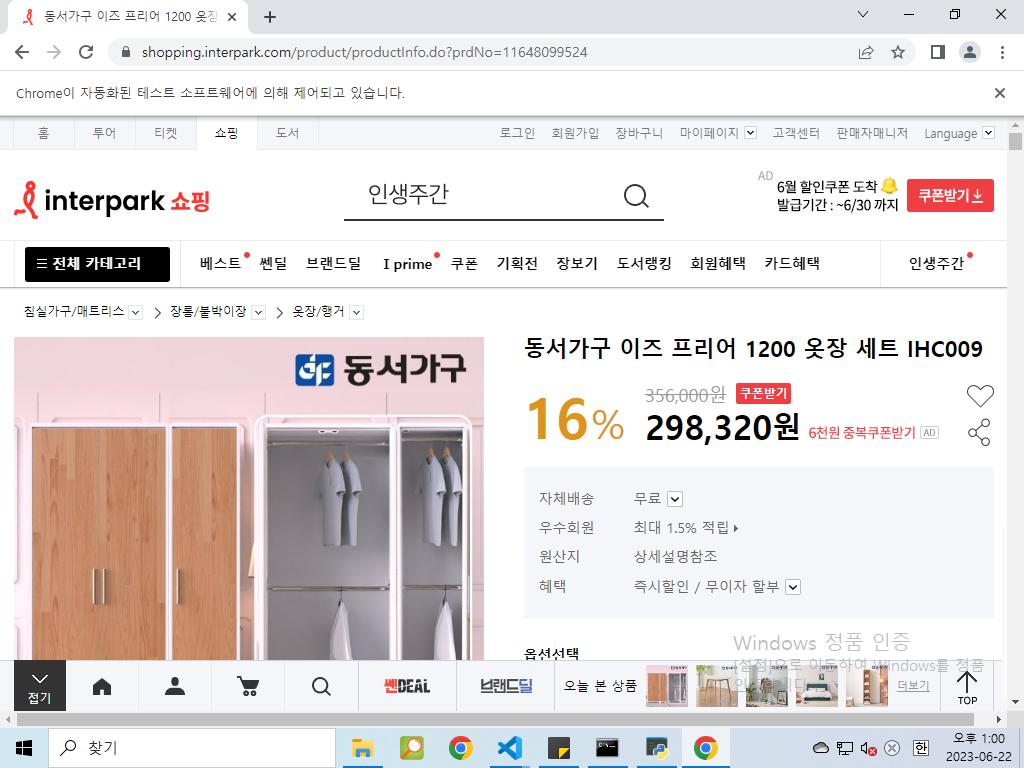 동서가구 이즈 프리어 1200 옷장
shopping.interpark.com/product/productInfo.do?prdNo=11648099524
Chrome이 자동화된 테스트 소프트웨어에 의해 제어되고 있습니다.
홈 투어 티켓 쇼핑 도서 로그인 회원가입 장바구니 마이페이지 고객센터 판매자매니저 Language
interpark 쇼핑 인생주간
AD 6월 할인쿠폰 도착
발급기간 : ~6/30 까지
쿠폰받기
전체 카테고리 베스트 쎈딜 브랜드딜 I prime 쿠폰 기획전 장보기 도서랭킹 회원혜택 카드혜택 인생주간
침실가구/매트리스 장롱/붙박이장 옷장/행거
동서가구
동서가구 이즈 프리어 1200 옷장 세트 IHC009
16%
356,000원 쿠폰받기
298,320원 6천원 중복쿠폰받기 AD
자체배송 무료
우수회원 최대 1.5% 적립
원산지 상세설명참조
혜택 즉시할인 / 무이자 할부
옵션선택
Windows 정품 인증
[설정]으로 이동하여 Windows를 정품
접기 쎈DEAL 브랜드딜 오늘 본 상품 더보기 TOP
찾기
한
오후 1:00
2023-06-22